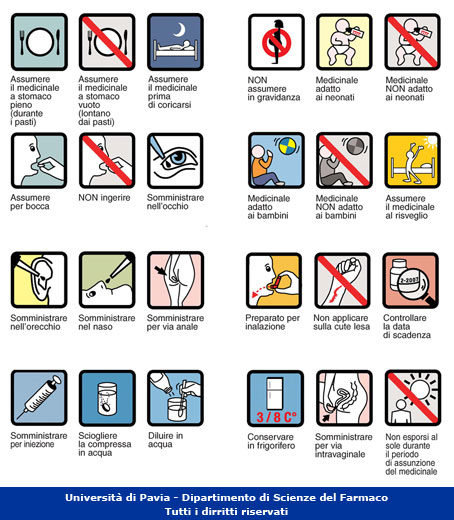 Assumere
il medicinale
a stomaco
pieno
(durante
i pasti)
Assumere
il medicinale
a stomaco
vuoto
(lontano
dai pasti)
Assumere
il medicinale
prima
di coricarsi
NON
assumere
in gravidanza
Medicinale
adatto
ai neonati
Medicinale
NON adatto
ai neonati
Assumere
per bocca
NON ingerire
Somministrare
nell'occhio
Medicinale
adatto
ai bambini
Medicinale
NON adatto
ai bambini
Assumere
il medicinale
al risveglio
Somministrare
nell'orecchio
Somministrare
nel naso
Somministrare
per via anale
Preparato per
inalazione
Non applicare
sulla cute lesa
2-2007
Controllare
la data
di scadenza
Somministrare
per iniezione
Sciogliere
la compressa
in acqua
Diluire in
acqua
3/8 C°
Conservare
in frigorifero
Somministrare
per via
intravaginale
Non esporsi al
sole durante
il periodo
di assunzione
del medicinale
Università di Pavia - Dipartimento di Scienze del Farmaco
Tutti i dirritti riservati